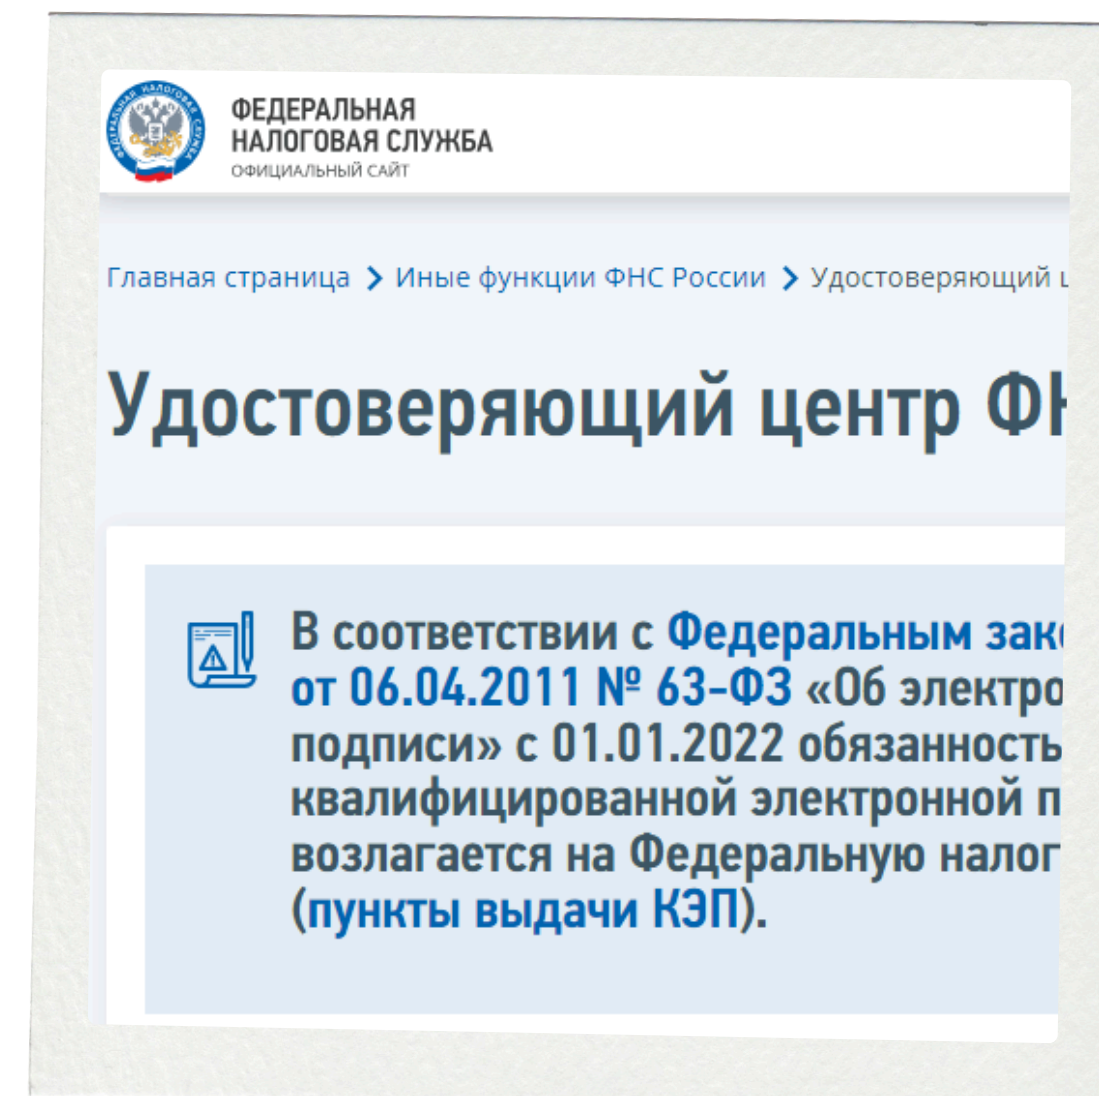 ФЕДЕРАЛЬНАЯ
НАЛОГОВАЯ СЛУЖБА
ОФИЦИАЛЬНЫЙ САЙТ
Главная страница > Иные функции ФНС России > Удостоверяющий
Удостоверяющий центр
В соответствии с Федеральным
от 06.04.2011 № 63-ФЗ «Об
подписи» с 01.01.2022 обязанность
квалифицированной электронной
возлагается на Федеральную
(пункты выдачи КЭП).